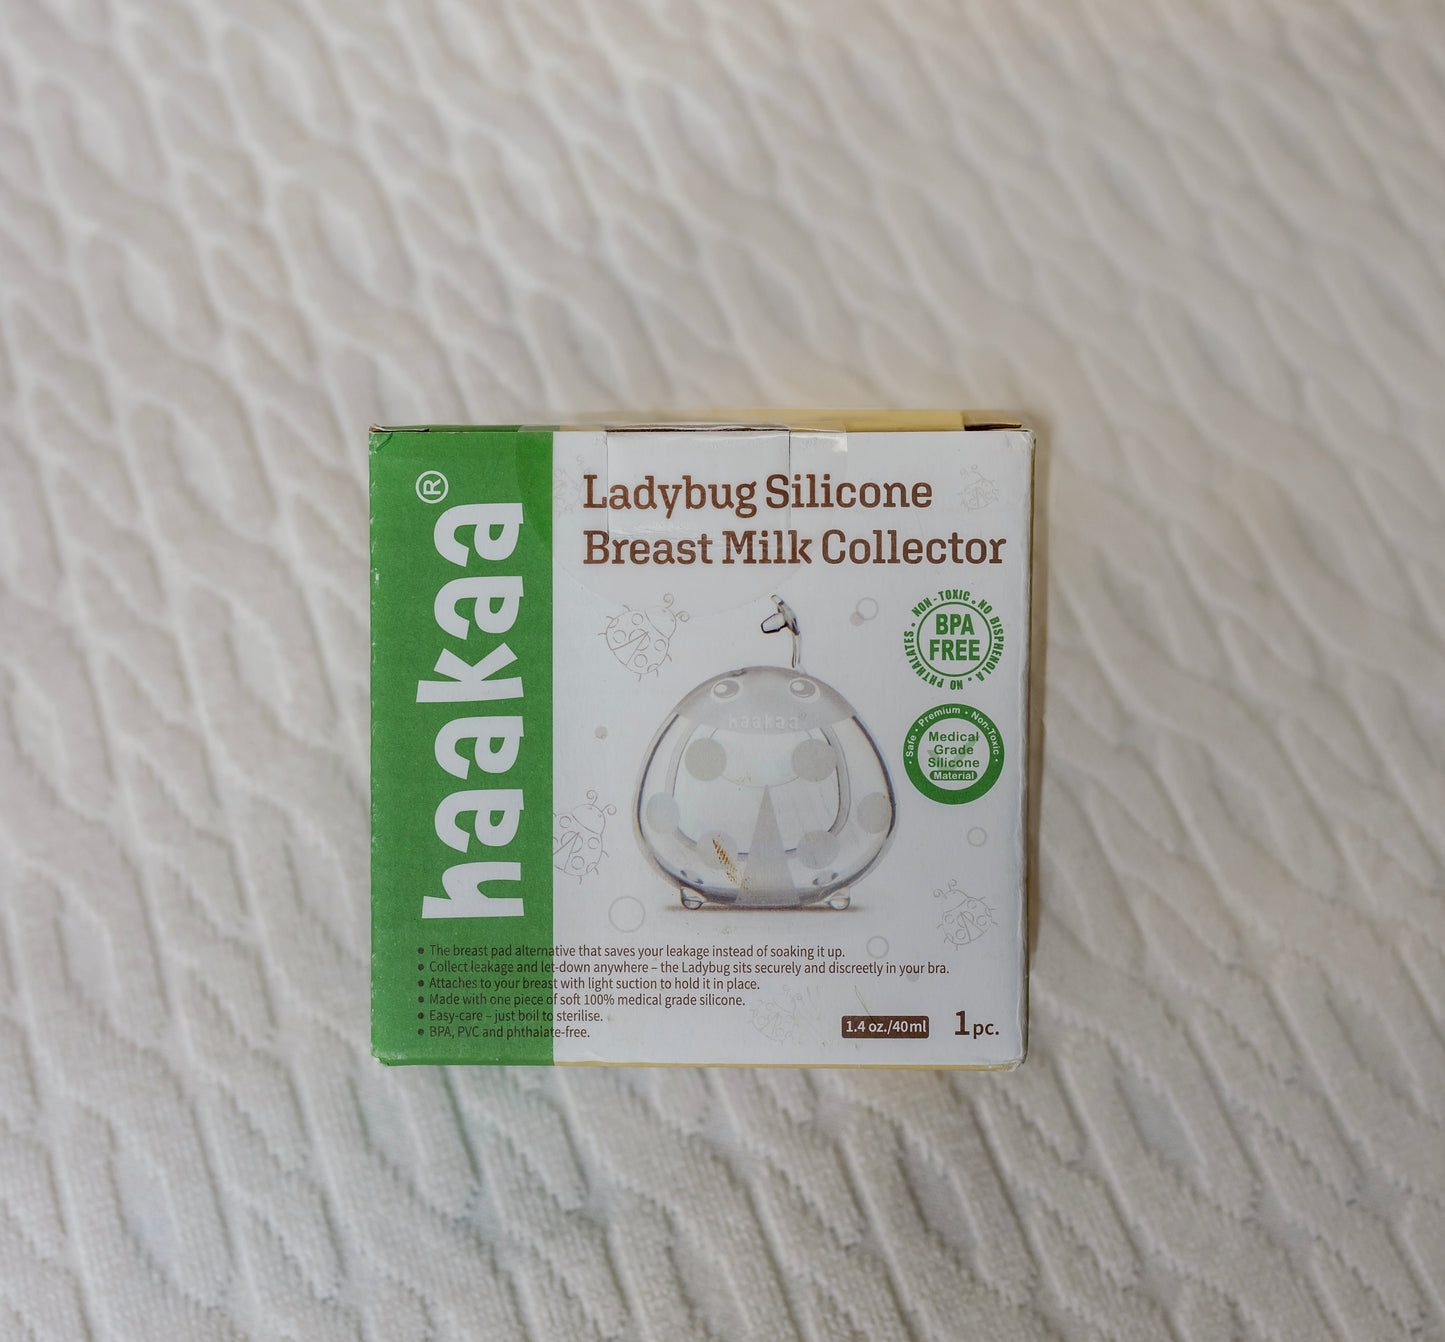 haakaa®
Ladybug Silicone
Breast Milk Collector
NON-TOXIC • NO BISPHENOL A • NO PHTHALATES •
BPA
FREE
haakaa
• Safe • Premium • Non-Toxic •
Medical
Grade
Silicone
Material
• The breast pad alternative that saves your leakage instead of soaking it up.
• Collect leakage and let-down anywhere – the Ladybug sits securely and discreetly in your bra.
• Attaches to your breast with light suction to hold it in place.
• Made with one piece of soft 100% medical grade silicone.
• Easy-care – just boil to sterilise.
• BPA, PVC and phthalate-free.
1.4 oz./40ml
1pc.